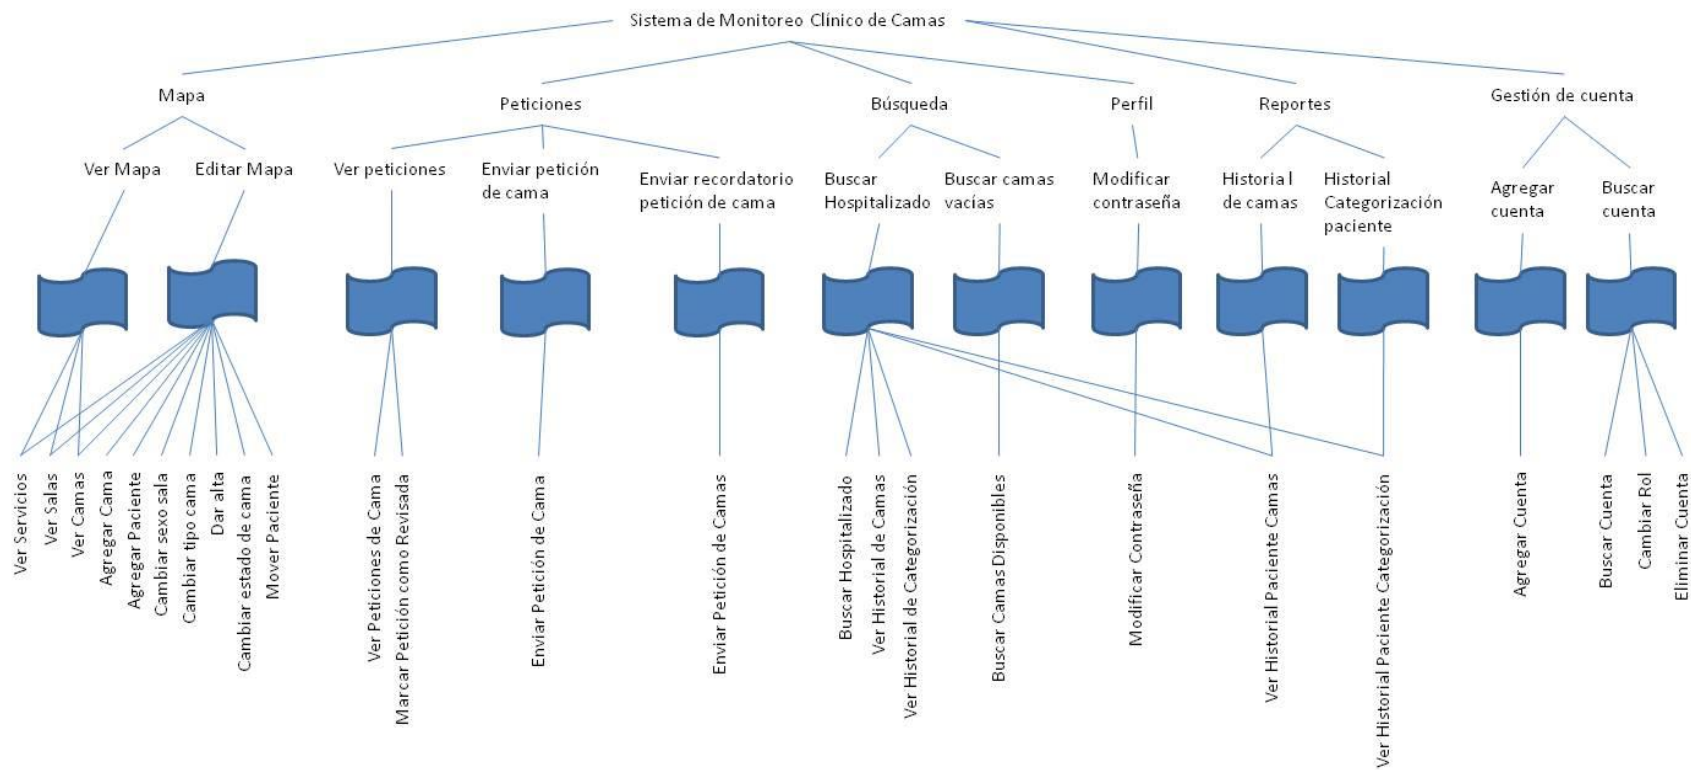 Sistema de Monitoreo Clínico de Camas
Mapa
Peticiones
Búsqueda
Perfil
Reportes
Gestión de cuenta
Ver Mapa
Editar Mapa
Ver peticiones
Enviar petición
de cama
Enviar recordatorio
petición de cama
Buscar
Hospitalizado
Buscar camas
vacías
Modificar
contraseña
Historia l
de camas
Historial
Categorización
paciente
Agregar
cuenta
Buscar
cuenta
Ver Servicios
Ver Salas
Ver Camas
Agregar Cama
Agregar Paciente
Cambiar sexo sala
Cambiar tipo cama
Dar alta
Cambiar estado de cama
Mover Paciente
Ver Peticiones de Cama
Marcar Petición como Revisada
Enviar Petición de Cama
Enviar Petición de Camas
Buscar Hospitalizado
Ver Historial de Camas
Ver Historial de Categorización
Buscar Camas Disponibles
Modificar Contraseña
Ver Historial Paciente Camas
Ver Historial Paciente Categorización
Agregar Cuenta
Buscar Cuenta
Cambiar Rol
Eliminar Cuenta